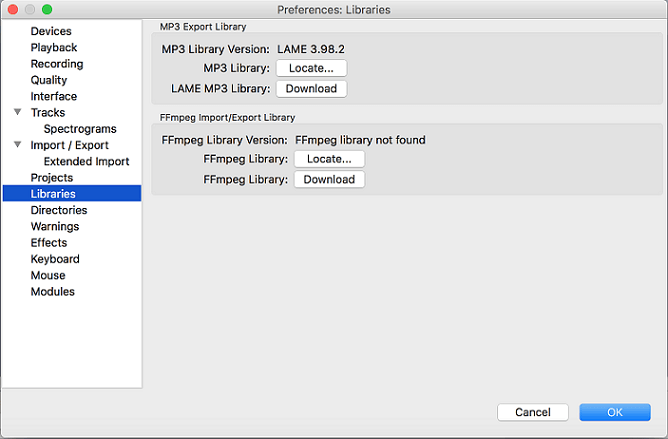 Preferences: Libraries
Devices
Playback
Recording
Quality
Interface
Tracks
Spectrograms
Import / Export
Extended Import
Projects
Libraries
Directories
Warnings
Effects
Keyboard
Mouse
Modules
MP3 Export Library
MP3 Library Version: LAME 3.98.2
MP3 Library: Locate...
LAME MP3 Library: Download
FFmpeg Import/Export Library
FFmpeg Library Version: FFmpeg library not found
FFmpeg Library: Locate...
FFmpeg Library: Download
Cancel OK